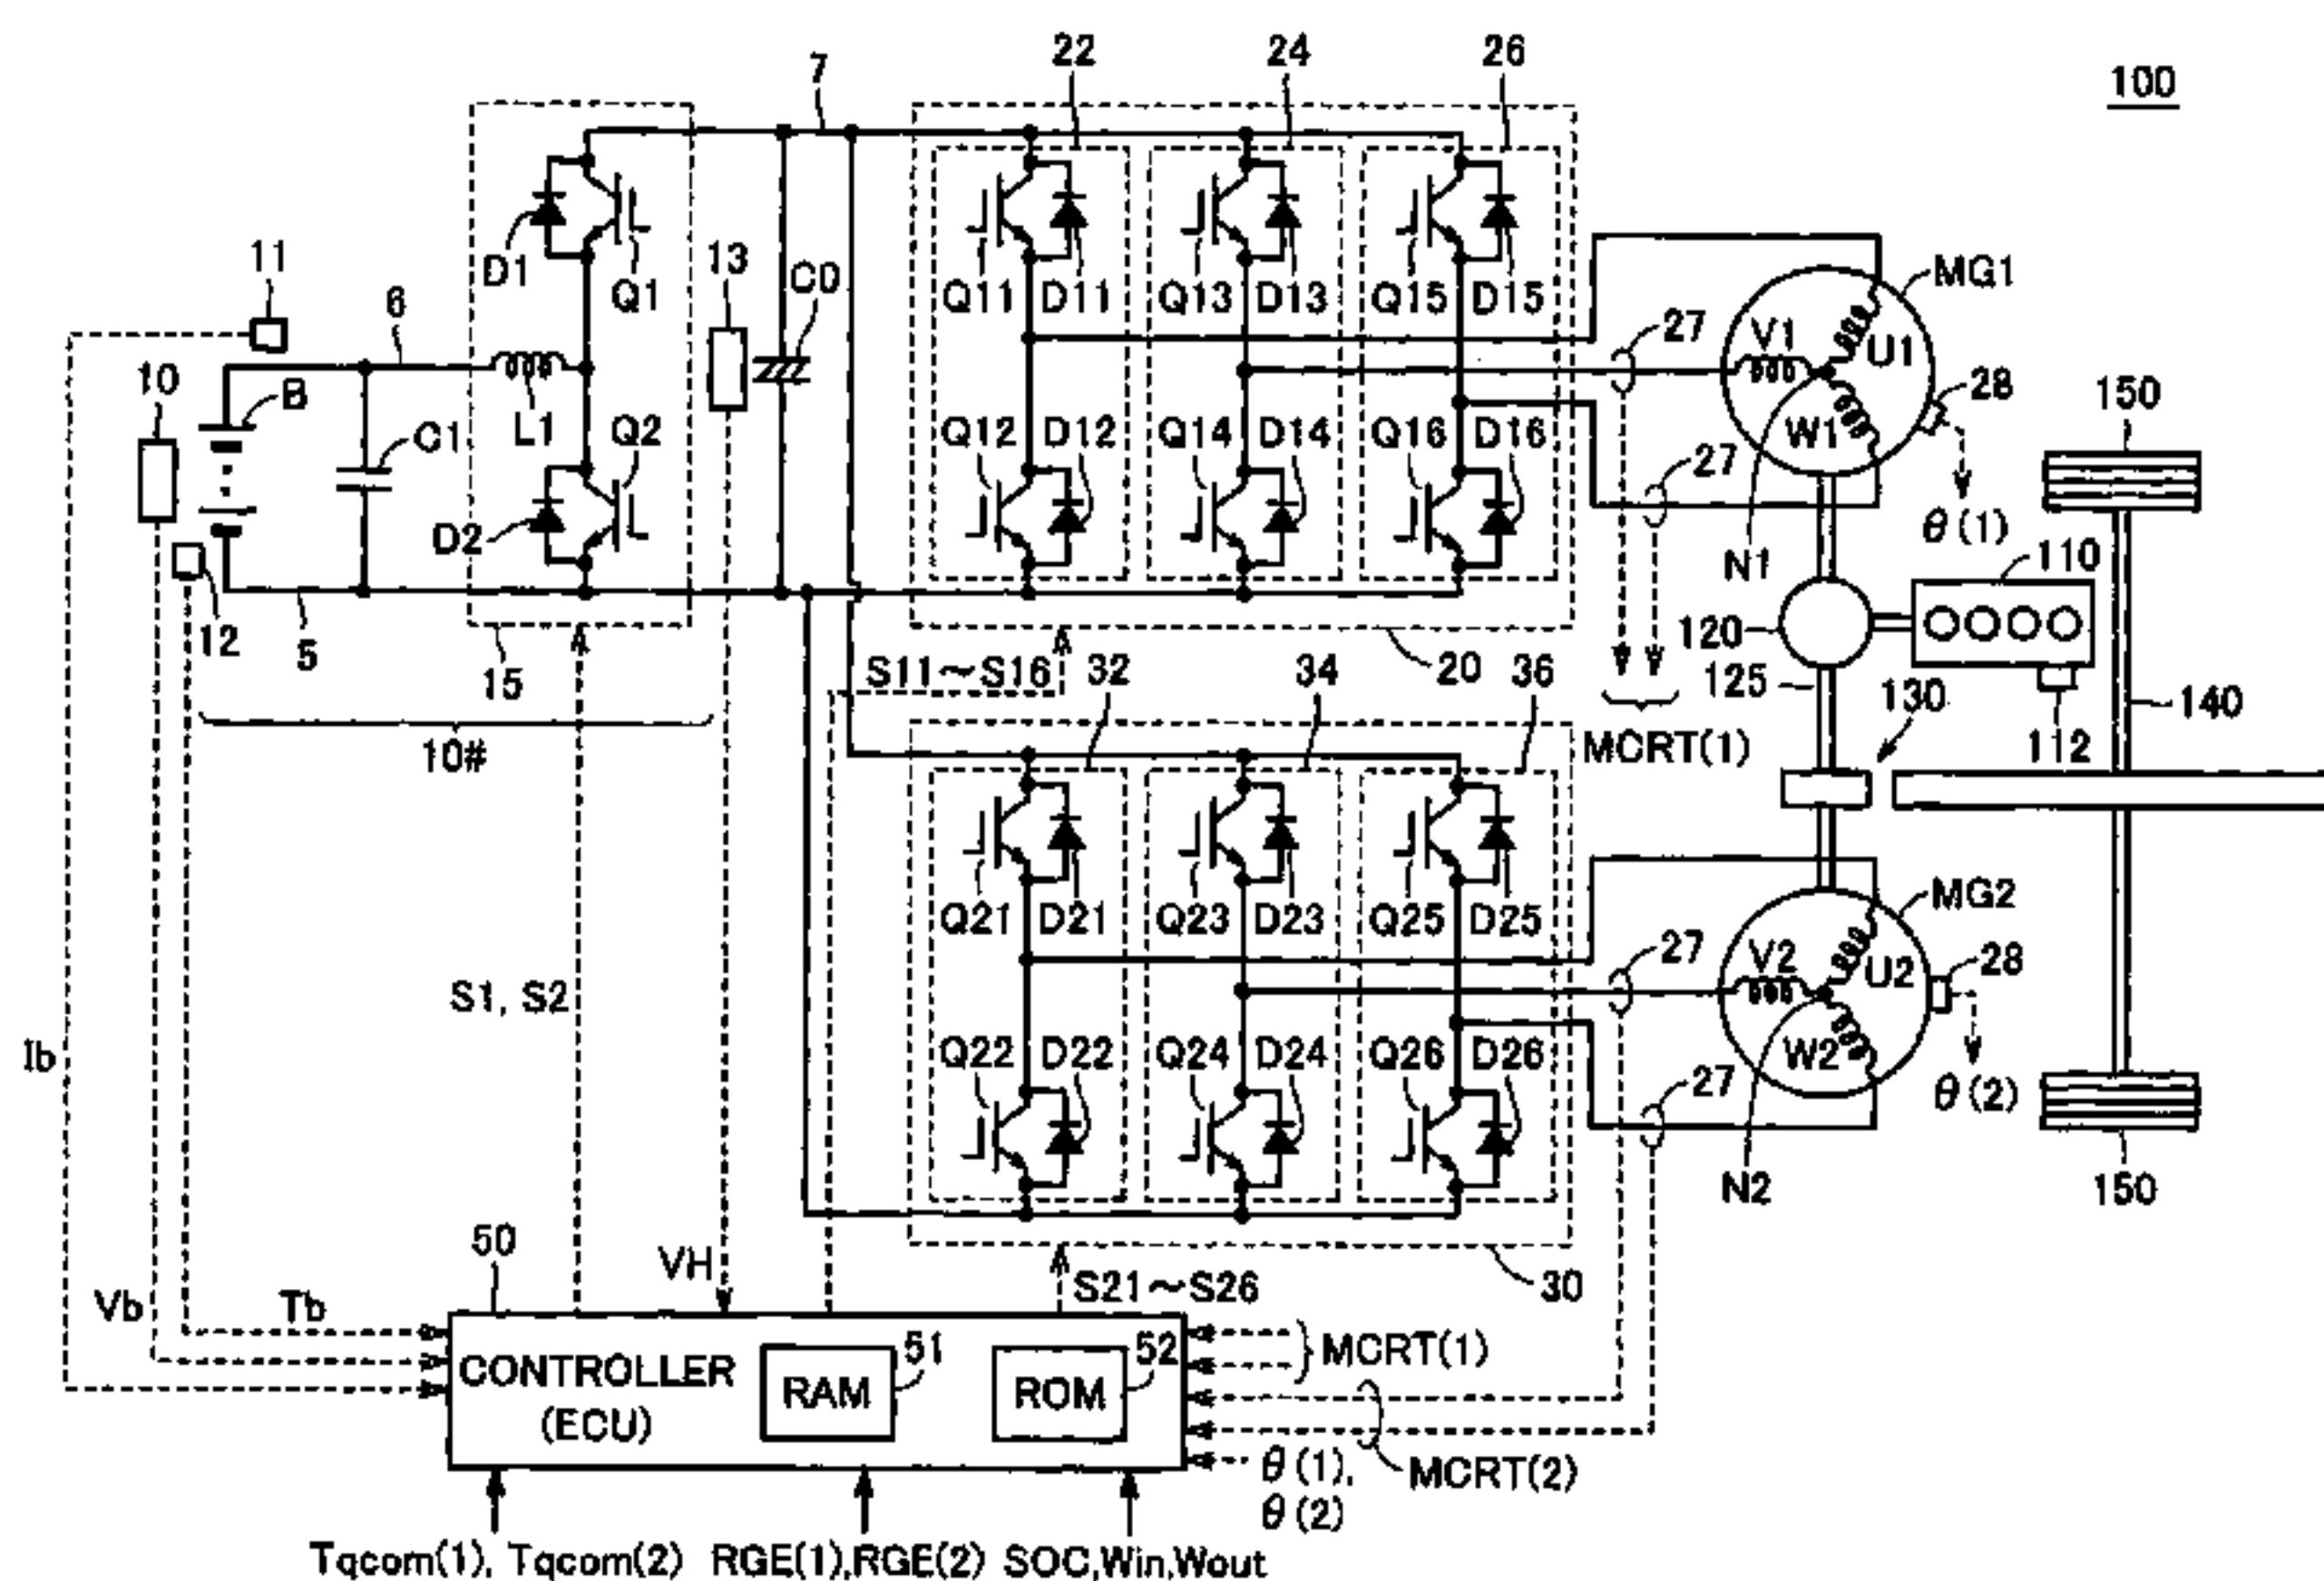 22
24
26
7
100
11
D1
Q1
13
C0
Q11
D11
Q13
D13
Q15
D15
MG1
6
27
V1
U1
28
150
10
B
C1
L1
Q2
Q12
D12
Q14
D14
Q16
D16
27
W1
θ(1)
D2
N1
110
12
5
15
S11~S16
32
20
34
36
120
125
130
140
112
10#
MCRT(1)
Q21
D21
Q23
D23
Q25
D25
MG2
27
V2
U2
28
S1, S2
Ib
Q22
D22
Q24
D24
Q26
D26
27
W2
θ(2)
N2
150
50
VH
S21~S26
30
Vb
Tb
CONTROLLER
(ECU)
RAM
51
ROM
52
MCRT(1)
MCRT(2)
θ(1),
θ(2)
Tqcom(1), Tqcom(2) RGE(1),RGE(2) SOC,Win,Wout